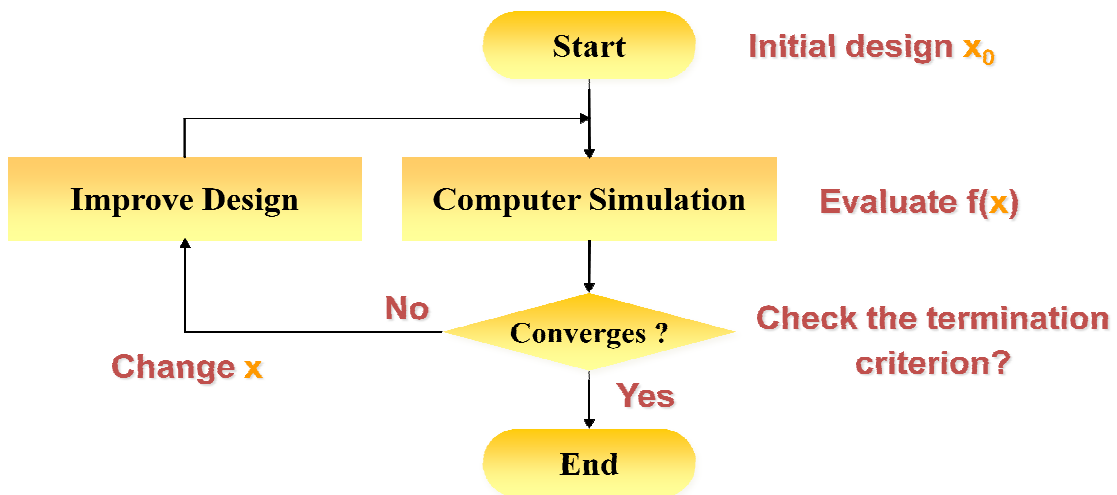 Start
Initial design x₀
Improve Design
Computer Simulation
Evaluate f(x)
No
Converges ?
Check the termination
criterion?
Change x
Yes
End